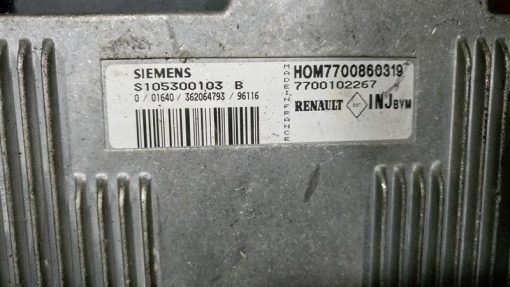 SIEMENS
S105300103 B
0 / 01640 / 362064793 / 96116
MADE IN FRANCE
HOM7700860319
7700102267
RENAULT INJ BVM